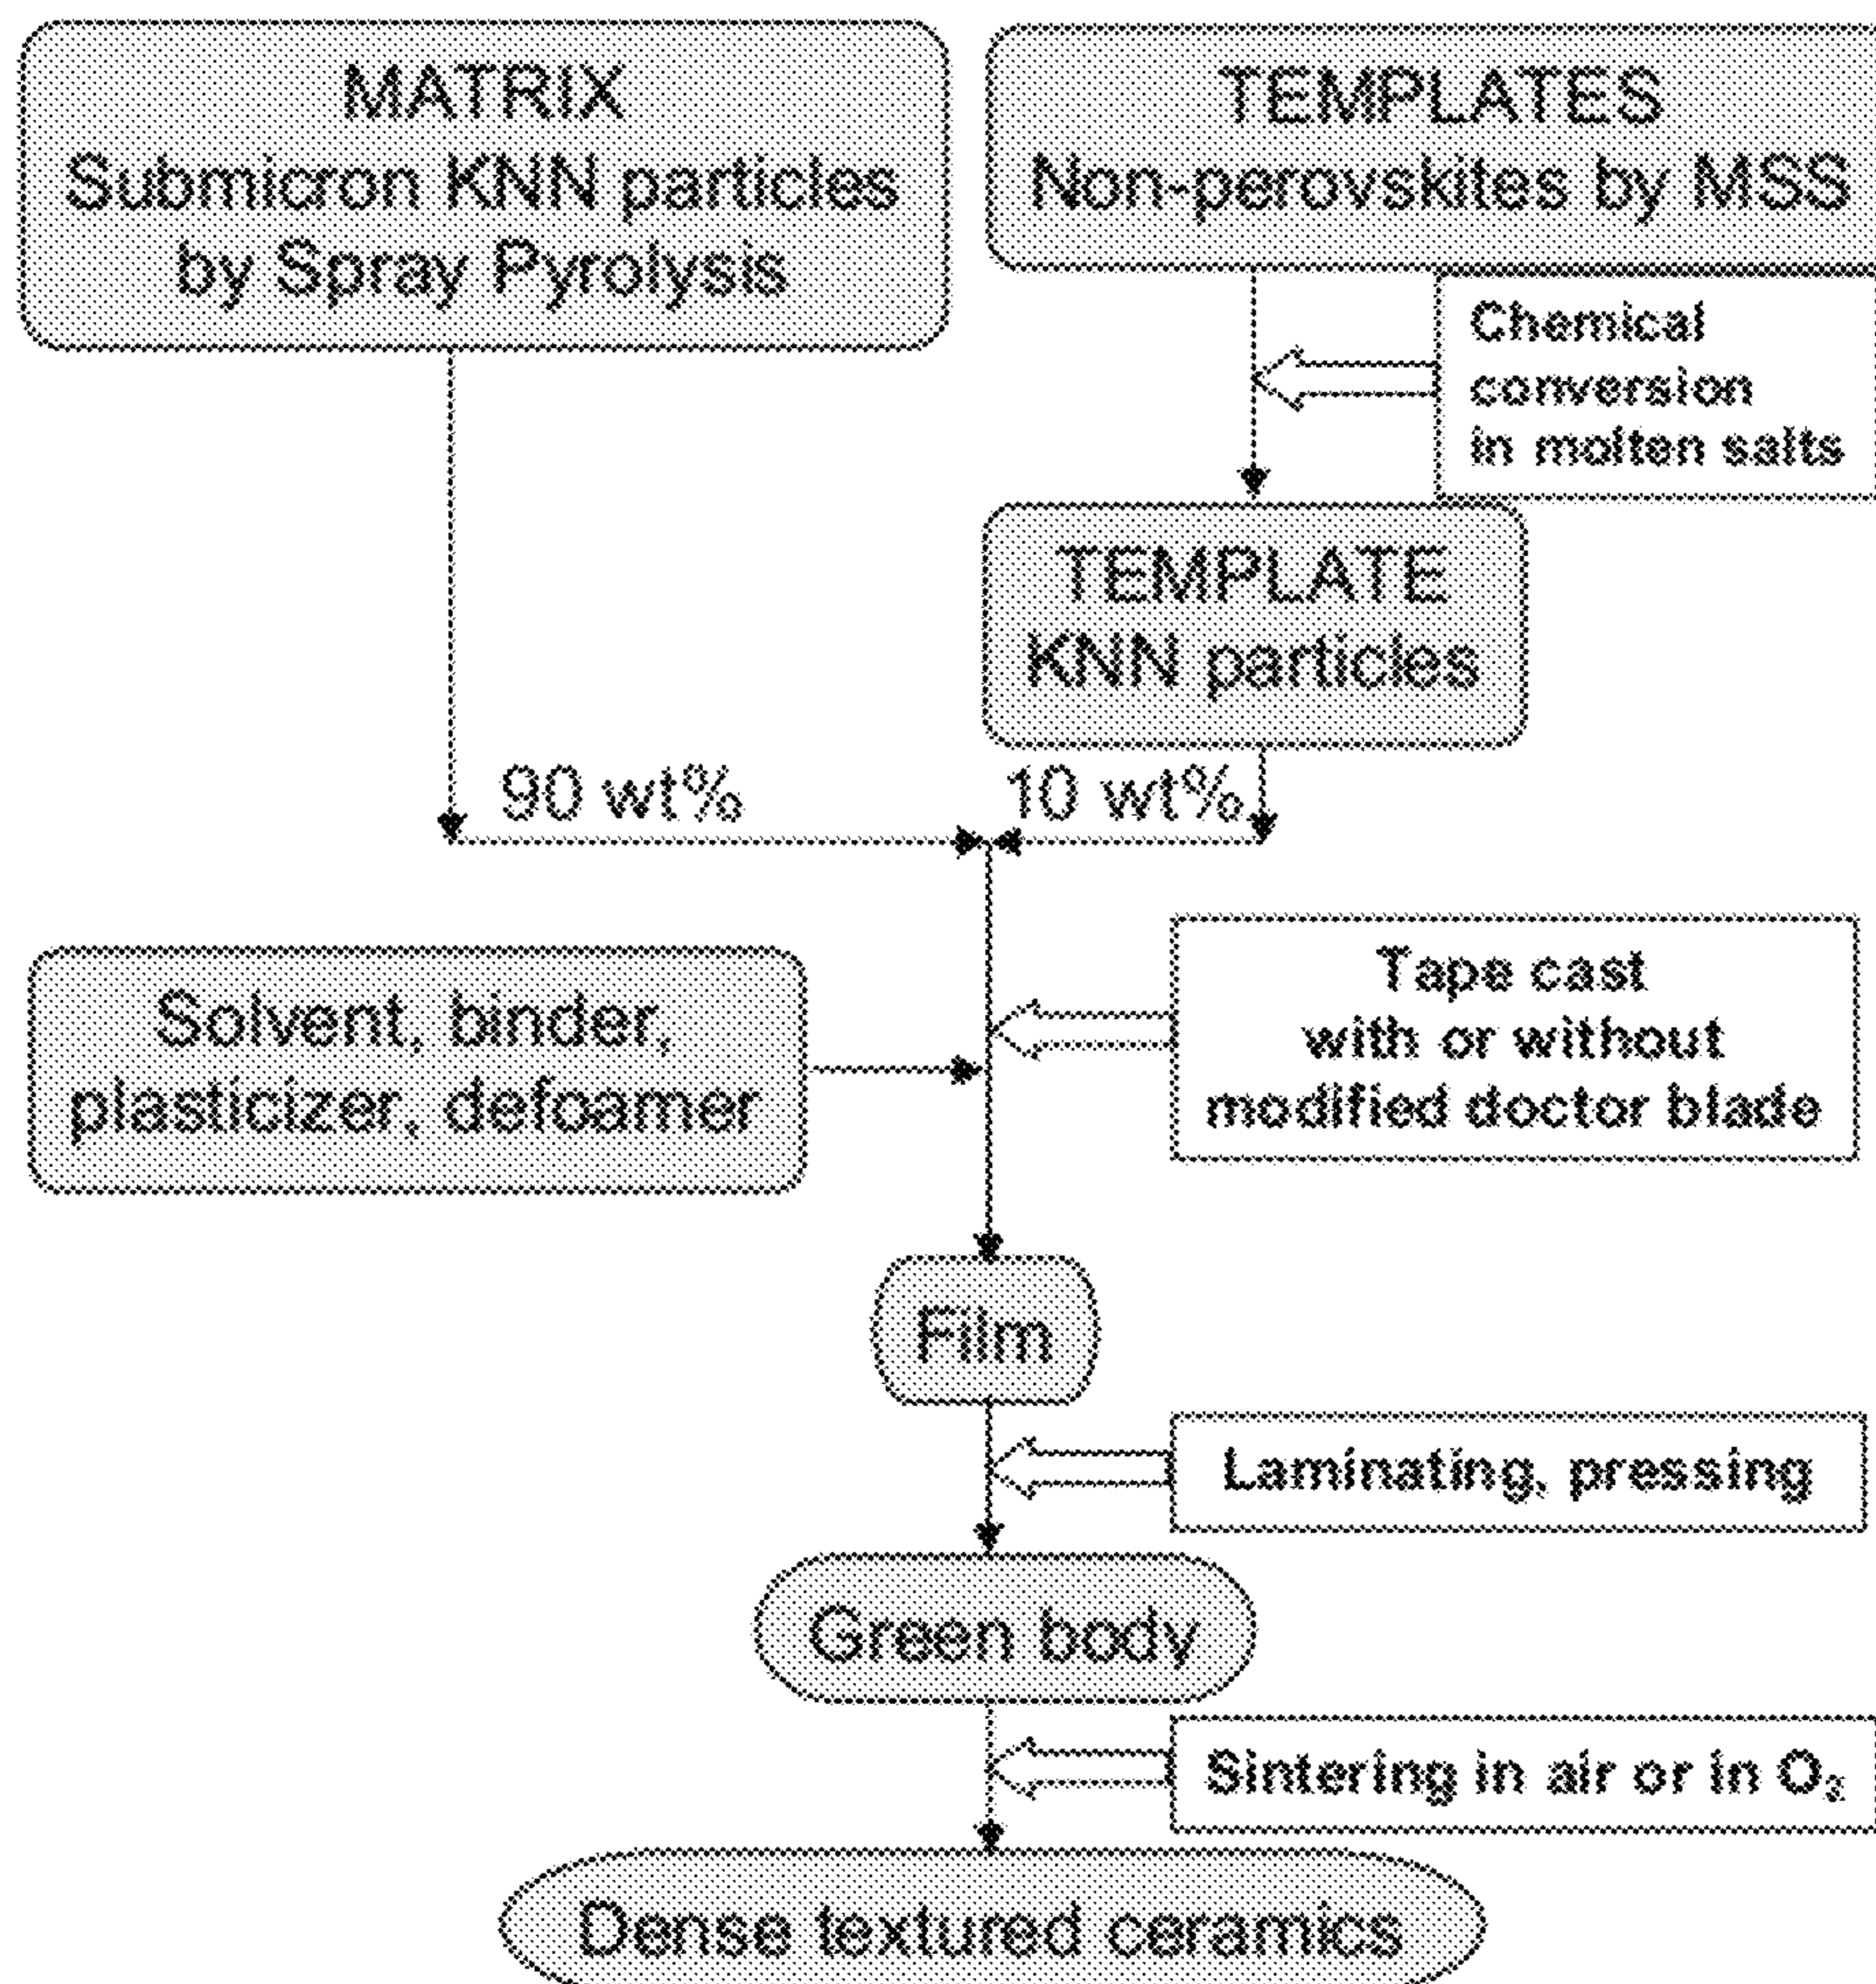 MATRIX
Submicron KNN particles
by Spray Pyrolysis
TEMPLATES
Non-perovskites by MSS
Chemical
conversion
in molten salts
TEMPLATE
KNN particles
90 wt%
10 wt%
Solvent, binder,
plasticizer, defoamer
Tape cast
with or without
modified doctor blade
Film
Laminating, pressing
Green body
Sintering in air or in O₂
Dense textured ceramics